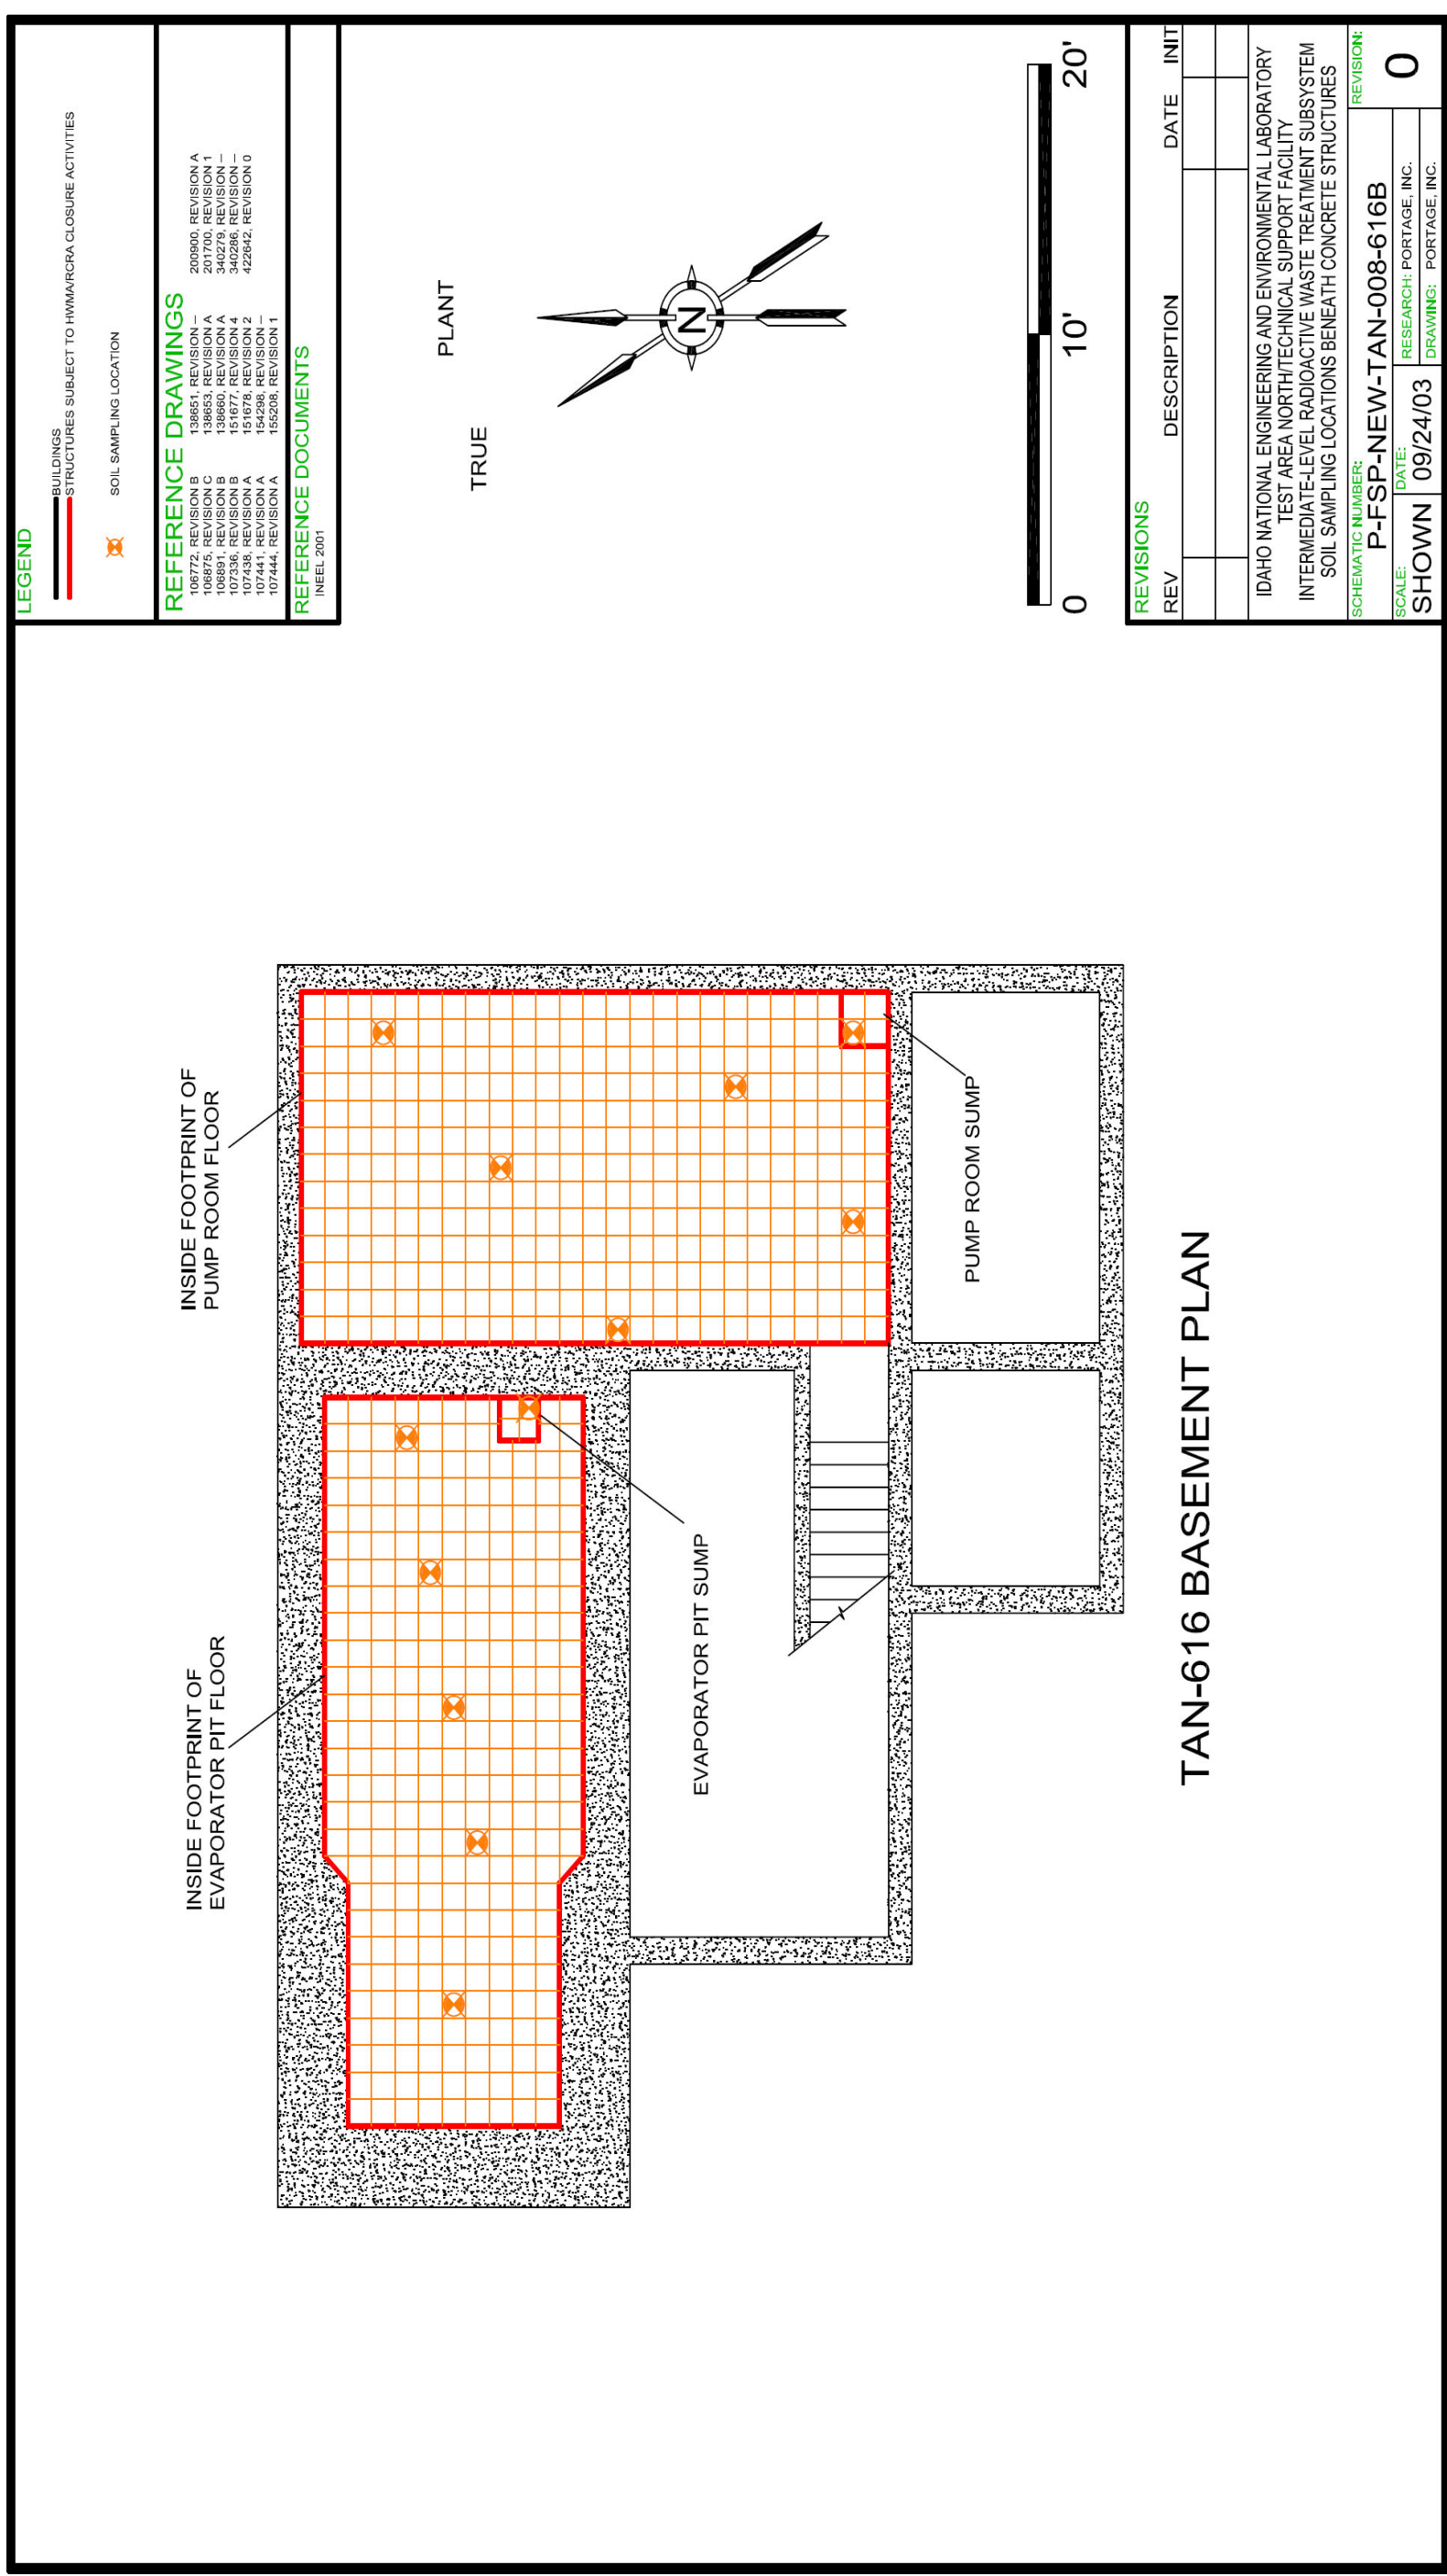 LEGEND
BUILDINGS
STRUCTURES SUBJECT TO HWMA/RCRA CLOSURE ACTIVITIES
SOIL SAMPLING LOCATION
REFERENCE DRAWINGS
106772, REVISION B 138651, REVISION – 200900, REVISION A
106875, REVISION C 138653, REVISION A 201700, REVISION 1
106891, REVISION B 138660, REVISION A 340279, REVISION –
107336, REVISION B 151677, REVISION 4 340286, REVISION –
107438, REVISION A 151678, REVISION 2 422642, REVISION 0
107441, REVISION A 154298, REVISION –
107444, REVISION A 155208, REVISION 1
REFERENCE DOCUMENTS
INEEL 2001
PLANT
TRUE
N
0 10' 20'
INSIDE FOOTPRINT OF
EVAPORATOR PIT FLOOR
INSIDE FOOTPRINT OF
PUMP ROOM FLOOR
EVAPORATOR PIT SUMP
PUMP ROOM SUMP
TAN-616 BASEMENT PLAN
REVISIONS
REV DESCRIPTION DATE INIT
IDAHO NATIONAL ENGINEERING AND ENVIRONMENTAL LABORATORY
TEST AREA NORTH/TECHNICAL SUPPORT FACILITY
INTERMEDIATE-LEVEL RADIOACTIVE WASTE TREATMENT SUBSYSTEM
SOIL SAMPLING LOCATIONS BENEATH CONCRETE STRUCTURES
SCHEMATIC NUMBER: REVISION:
P-FSP-NEW-TAN-008-616B 0
SCALE: DATE: RESEARCH: PORTAGE, INC.
SHOWN 09/24/03 DRAWING: PORTAGE, INC.